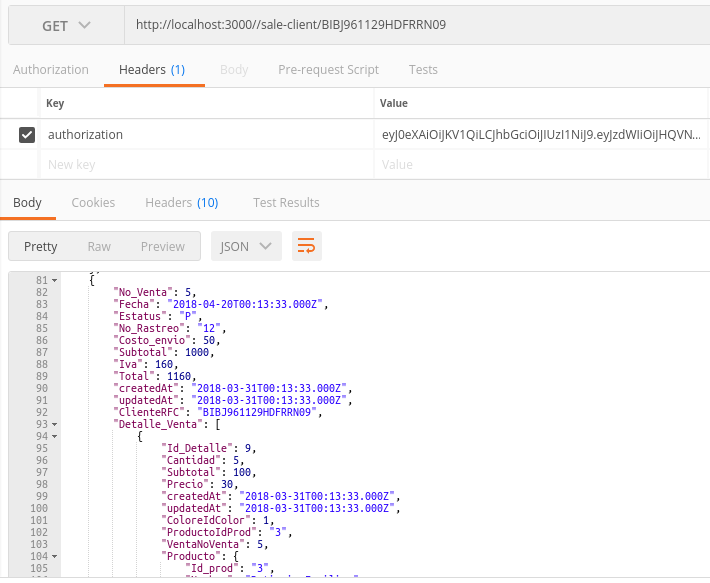 GET http://localhost:3000//sale-client/BIBJ961129HDFRRN09
Authorization Headers (1) Body Pre-request Script Tests
Key Value
authorization eyJ0eXAiOiJKV1QiLCJhbGciOiJIUzI1NiJ9.eyJzdWIiOiJHQVN...
New key Value
Body Cookies Headers (10) Test Results
Pretty Raw Preview JSON
81 {
82 "No_Venta": 5,
83 "Fecha": "2018-04-20T00:13:33.000Z",
84 "Estatus": "P",
85 "No_Rastreo": "12",
86 "Costo_envio": 50,
87 "Subtotal": 1000,
88 "Iva": 160,
89 "Total": 1160,
90 "createdAt": "2018-03-31T00:13:33.000Z",
91 "updatedAt": "2018-03-31T00:13:33.000Z",
92 "ClienteRFC": "BIBJ961129HDFRRN09",
93 "Detalle_Venta": [
94 {
95 "Id_Detalle": 9,
96 "Cantidad": 5,
97 "Subtotal": 100,
98 "Precio": 30,
99 "createdAt": "2018-03-31T00:13:33.000Z",
100 "updatedAt": "2018-03-31T00:13:33.000Z",
101 "ColoreIdColor": 1,
102 "ProductoIdProd": "3",
103 "VentaNoVenta": 5,
104 "Producto": {
105 "Id_prod": "3",